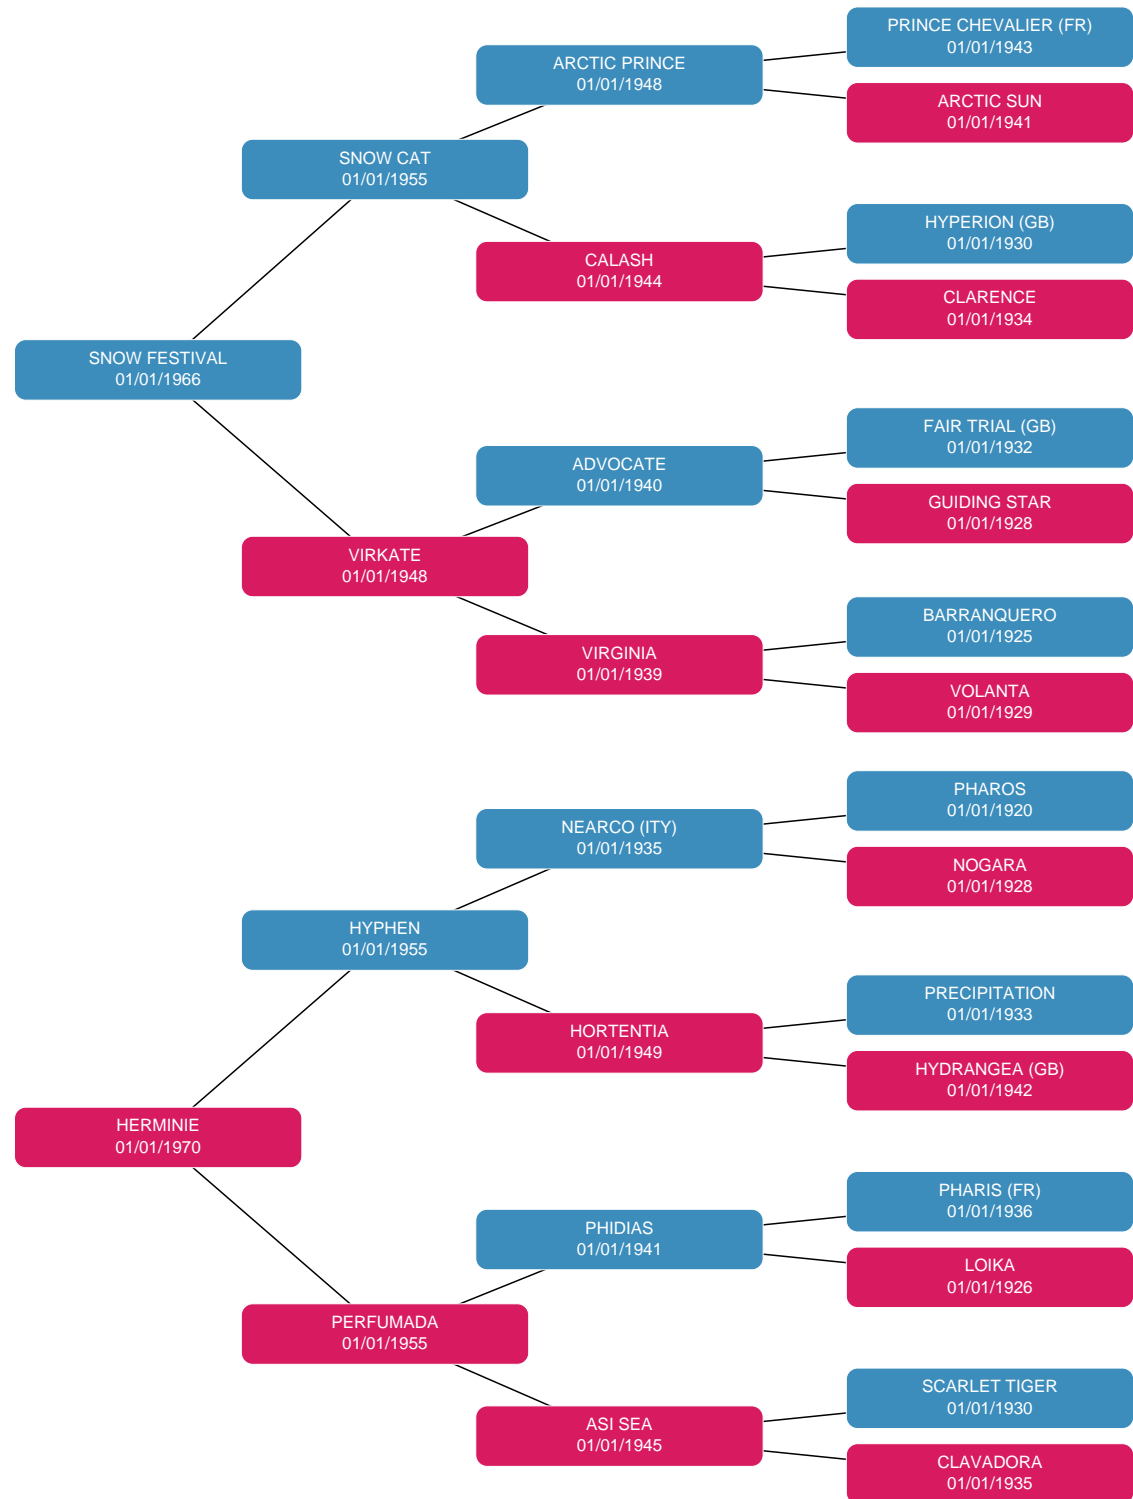 PRINCE CHEVALIER (FR)
01/01/1943
ARCTIC PRINCE
01/01/1948
ARCTIC SUN
01/01/1941
SNOW CAT
01/01/1955
HYPERION (GB)
01/01/1930
CALASH
01/01/1944
CLARENCE
01/01/1934
SNOW FESTIVAL
01/01/1966
FAIR TRIAL (GB)
01/01/1932
ADVOCATE
01/01/1940
GUIDING STAR
01/01/1928
VIRKATE
01/01/1948
BARRANQUERO
01/01/1925
VIRGINIA
01/01/1939
VOLANTA
01/01/1929
PHAROS
01/01/1920
NEARCO (ITY)
01/01/1935
NOGARA
01/01/1928
HYPHEN
01/01/1955
PRECIPITATION
01/01/1933
HORTENTIA
01/01/1949
HYDRANGEA (GB)
01/01/1942
HERMINIE
01/01/1970
PHARIS (FR)
01/01/1936
PHIDIAS
01/01/1941
LOIKA
01/01/1926
PERFUMADA
01/01/1955
SCARLET TIGER
01/01/1930
ASI SEA
01/01/1945
CLAVADORA
01/01/1935